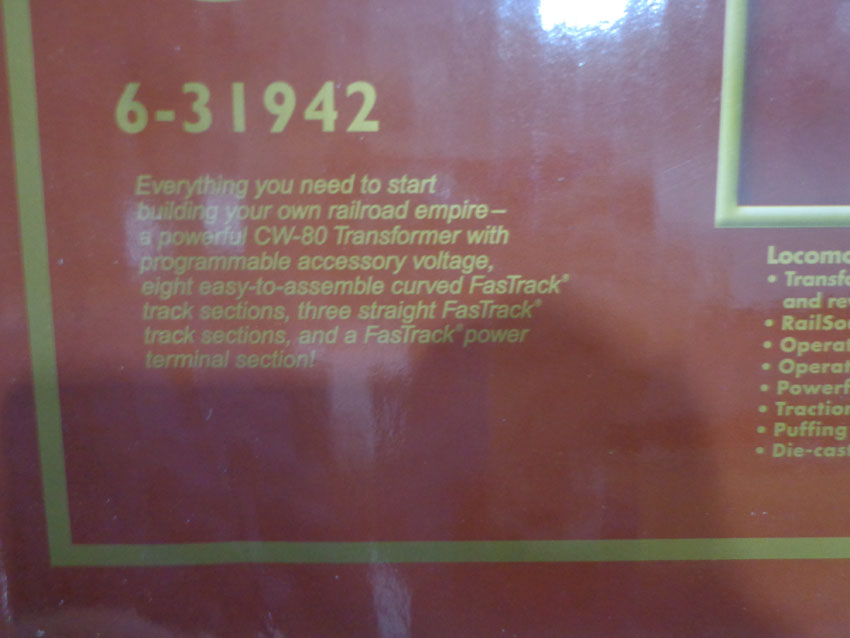 6-31942
Everything you need to start
building your own railroad empire–
a powerful CW-80 Transformer with
programmable accessory voltage,
eight easy-to-assemble curved FasTrack®
track sections, three straight FasTrack®
track sections, and a FasTrack® power
terminal section!
Locomo
• Transfo
and re
• RailSou
• Operat
• Operat
• Powerf
• Traction
• Puffing
• Die-cast